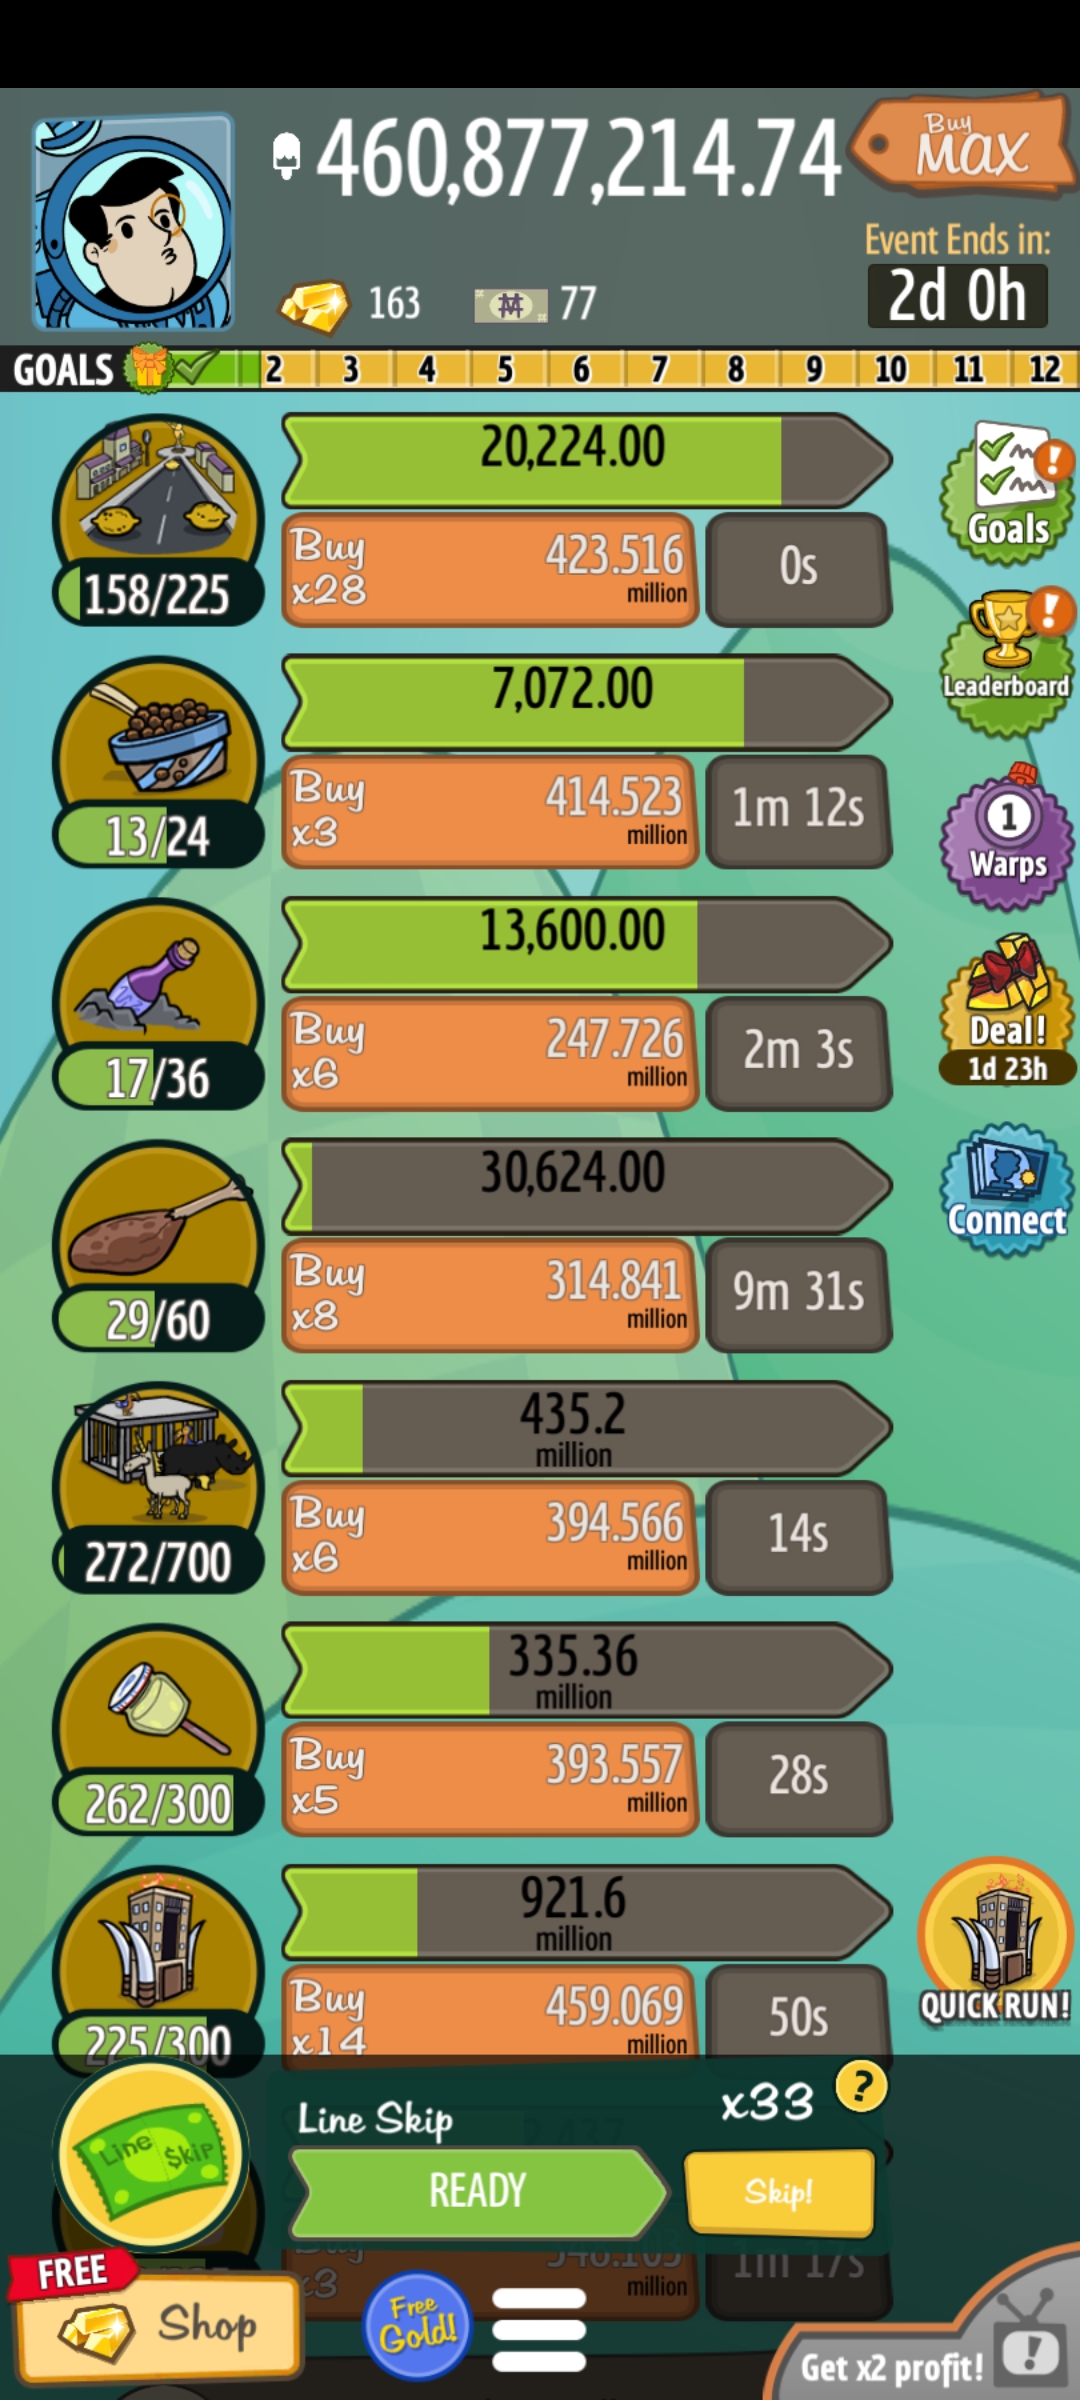 460,877,214.74
Buy
MAX
Event Ends in:
2d 0h
163
77
GOALS
2 3 4 5 6 7 8 9 10 11 12
20,224.00
Buy
x28
423.516
million
0s
158/225
Goals
7,072.00
Buy
x3
414.523
million
1m 12s
13/24
Leaderboard
1
Warps
13,600.00
Buy
x6
247.726
million
2m 3s
17/36
Deal!
1d 23h
30,624.00
Buy
x8
314.841
million
9m 31s
29/60
Connect
435.2
million
Buy
x6
394.566
million
14s
272/700
335.36
million
Buy
x5
393.557
million
28s
262/300
921.6
million
Buy
x14
459.069
million
50s
225/300
QUICK RUN!
Line Skip
x33
?
Line $kip
READY
Skip!
Buy
x3
million
1m 17s
FREE
Shop
Free
Gold!
Get x2 profit!